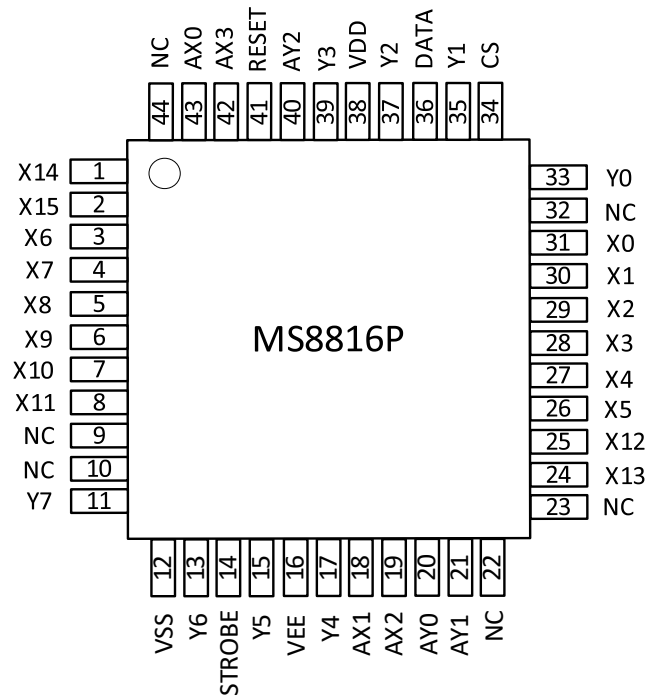 NC AX0 AX3 RESET AY2 Y3 VDD Y2 DATA Y1 CS
44 43 42 41 40 39 38 37 36 35 34
X14 1
X15 2
X6 3
X7 4
X8 5
X9 6
X10 7
X11 8
NC 9
NC 10
Y7 11
MS8816P
33 Y0
32 NC
31 X0
30 X1
29 X2
28 X3
27 X4
26 X5
25 X12
24 X13
23 NC
12 13 14 15 16 17 18 19 20 21 22
VSS Y6 STROBE Y5 VEE Y4 AX1 AX2 AY0 AY1 NC